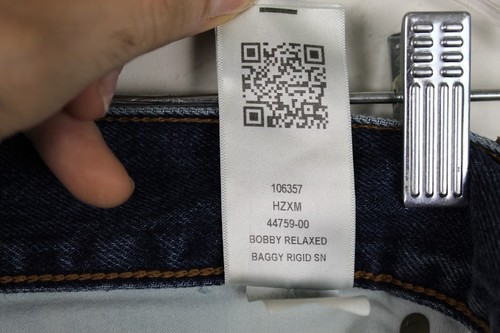 106357
HZXM
44759-00
BOBBY RELAXED
BAGGY RIGID SN